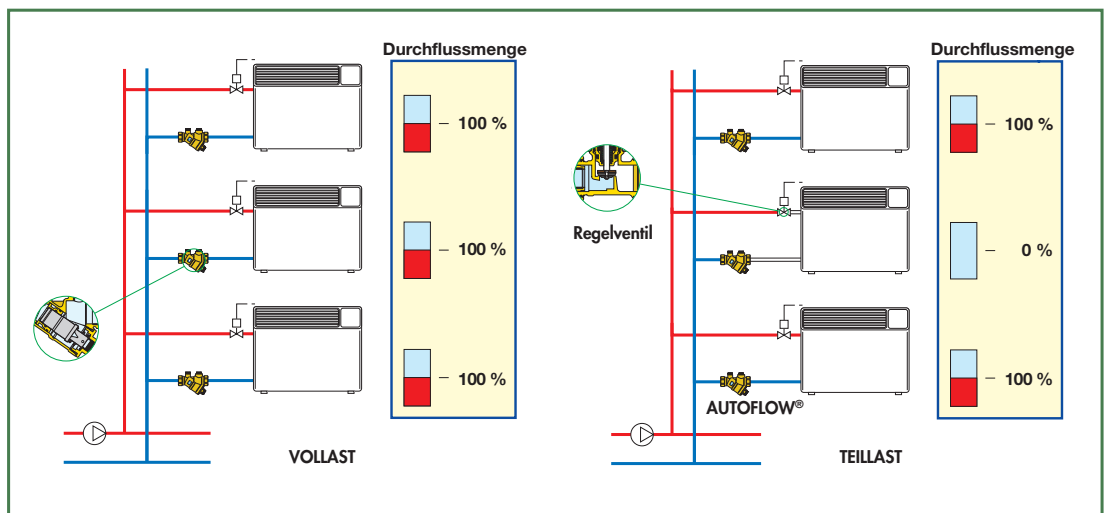 Durchflussmenge
100 %
100 %
100 %
VOLLAST
Durchflussmenge
100 %
0 %
100 %
Regelventil
AUTOFLOW®
TEILLAST